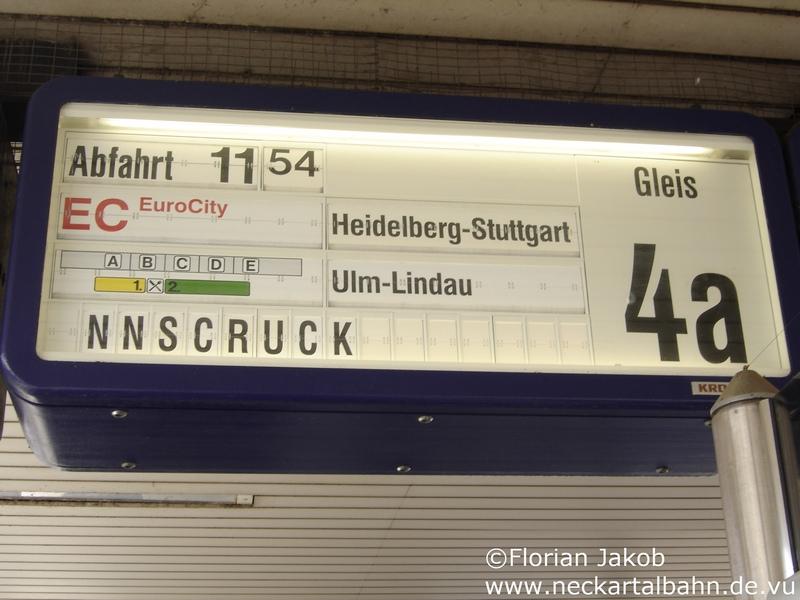 Abfahrt 11 54
Gleis
EC EuroCity
Heidelberg-Stuttgart
A B C D E
1. 2.
Ulm-Lindau
NNSCRUCK
4a
©Florian Jakob
www.neckartalbahn.de.vu